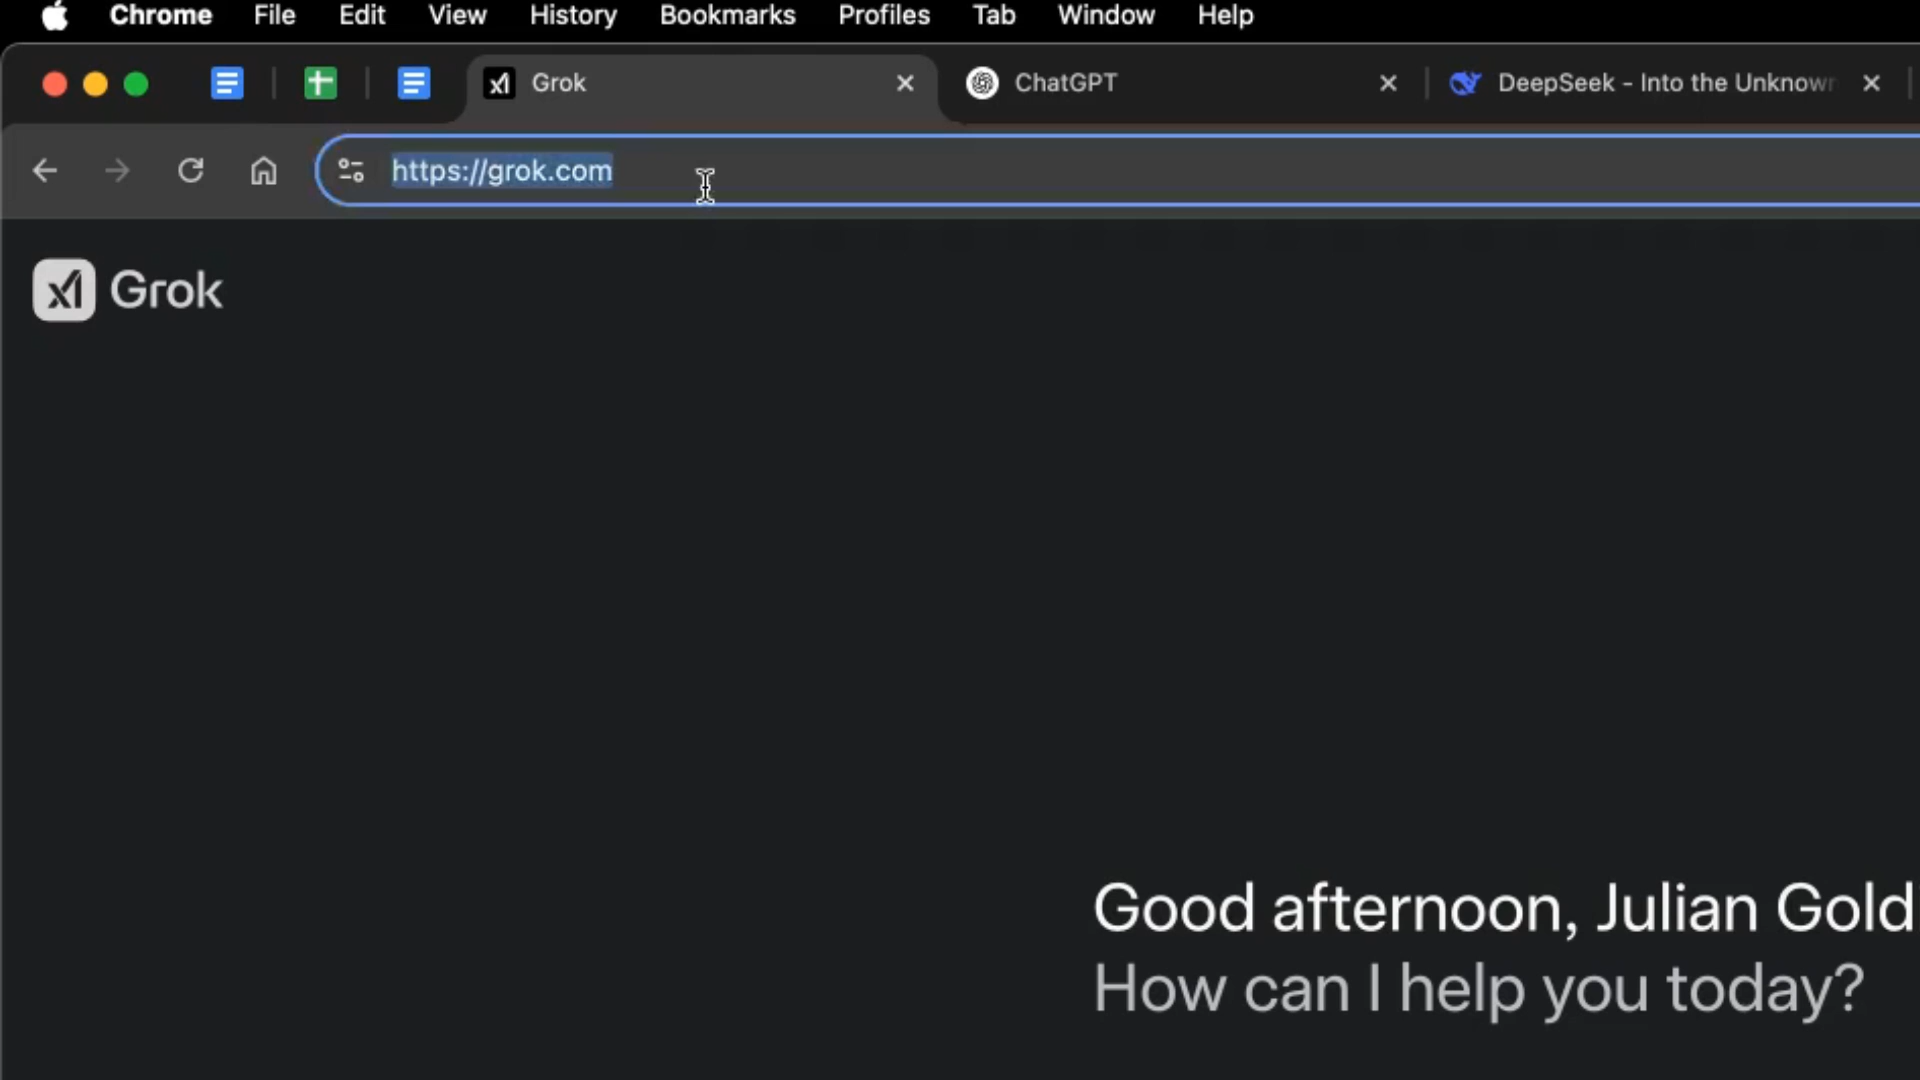 Chrome File Edit View History Bookmarks Profiles Tab Window Help
Grok ChatGPT DeepSeek - Into the Unknown
https://grok.com
Grok
Good afternoon, Julian Gold
How can I help you today?